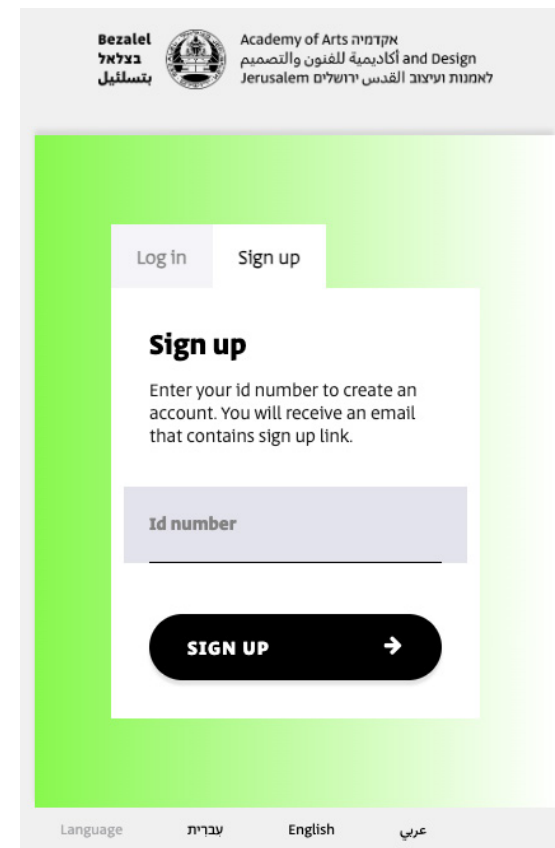 Bezalel
בצלאל
بتسلئيل
Academy of Arts אקדמיה
and Design أكاديمية للفنون والتصميم
Jerusalem לאמנות ועיצוב القدس ירושלים
Log in
Sign up
Sign up
Enter your id number to create an
account. You will receive an email
that contains sign up link.
Id number
SIGN UP
Language
עברית
English
عربي